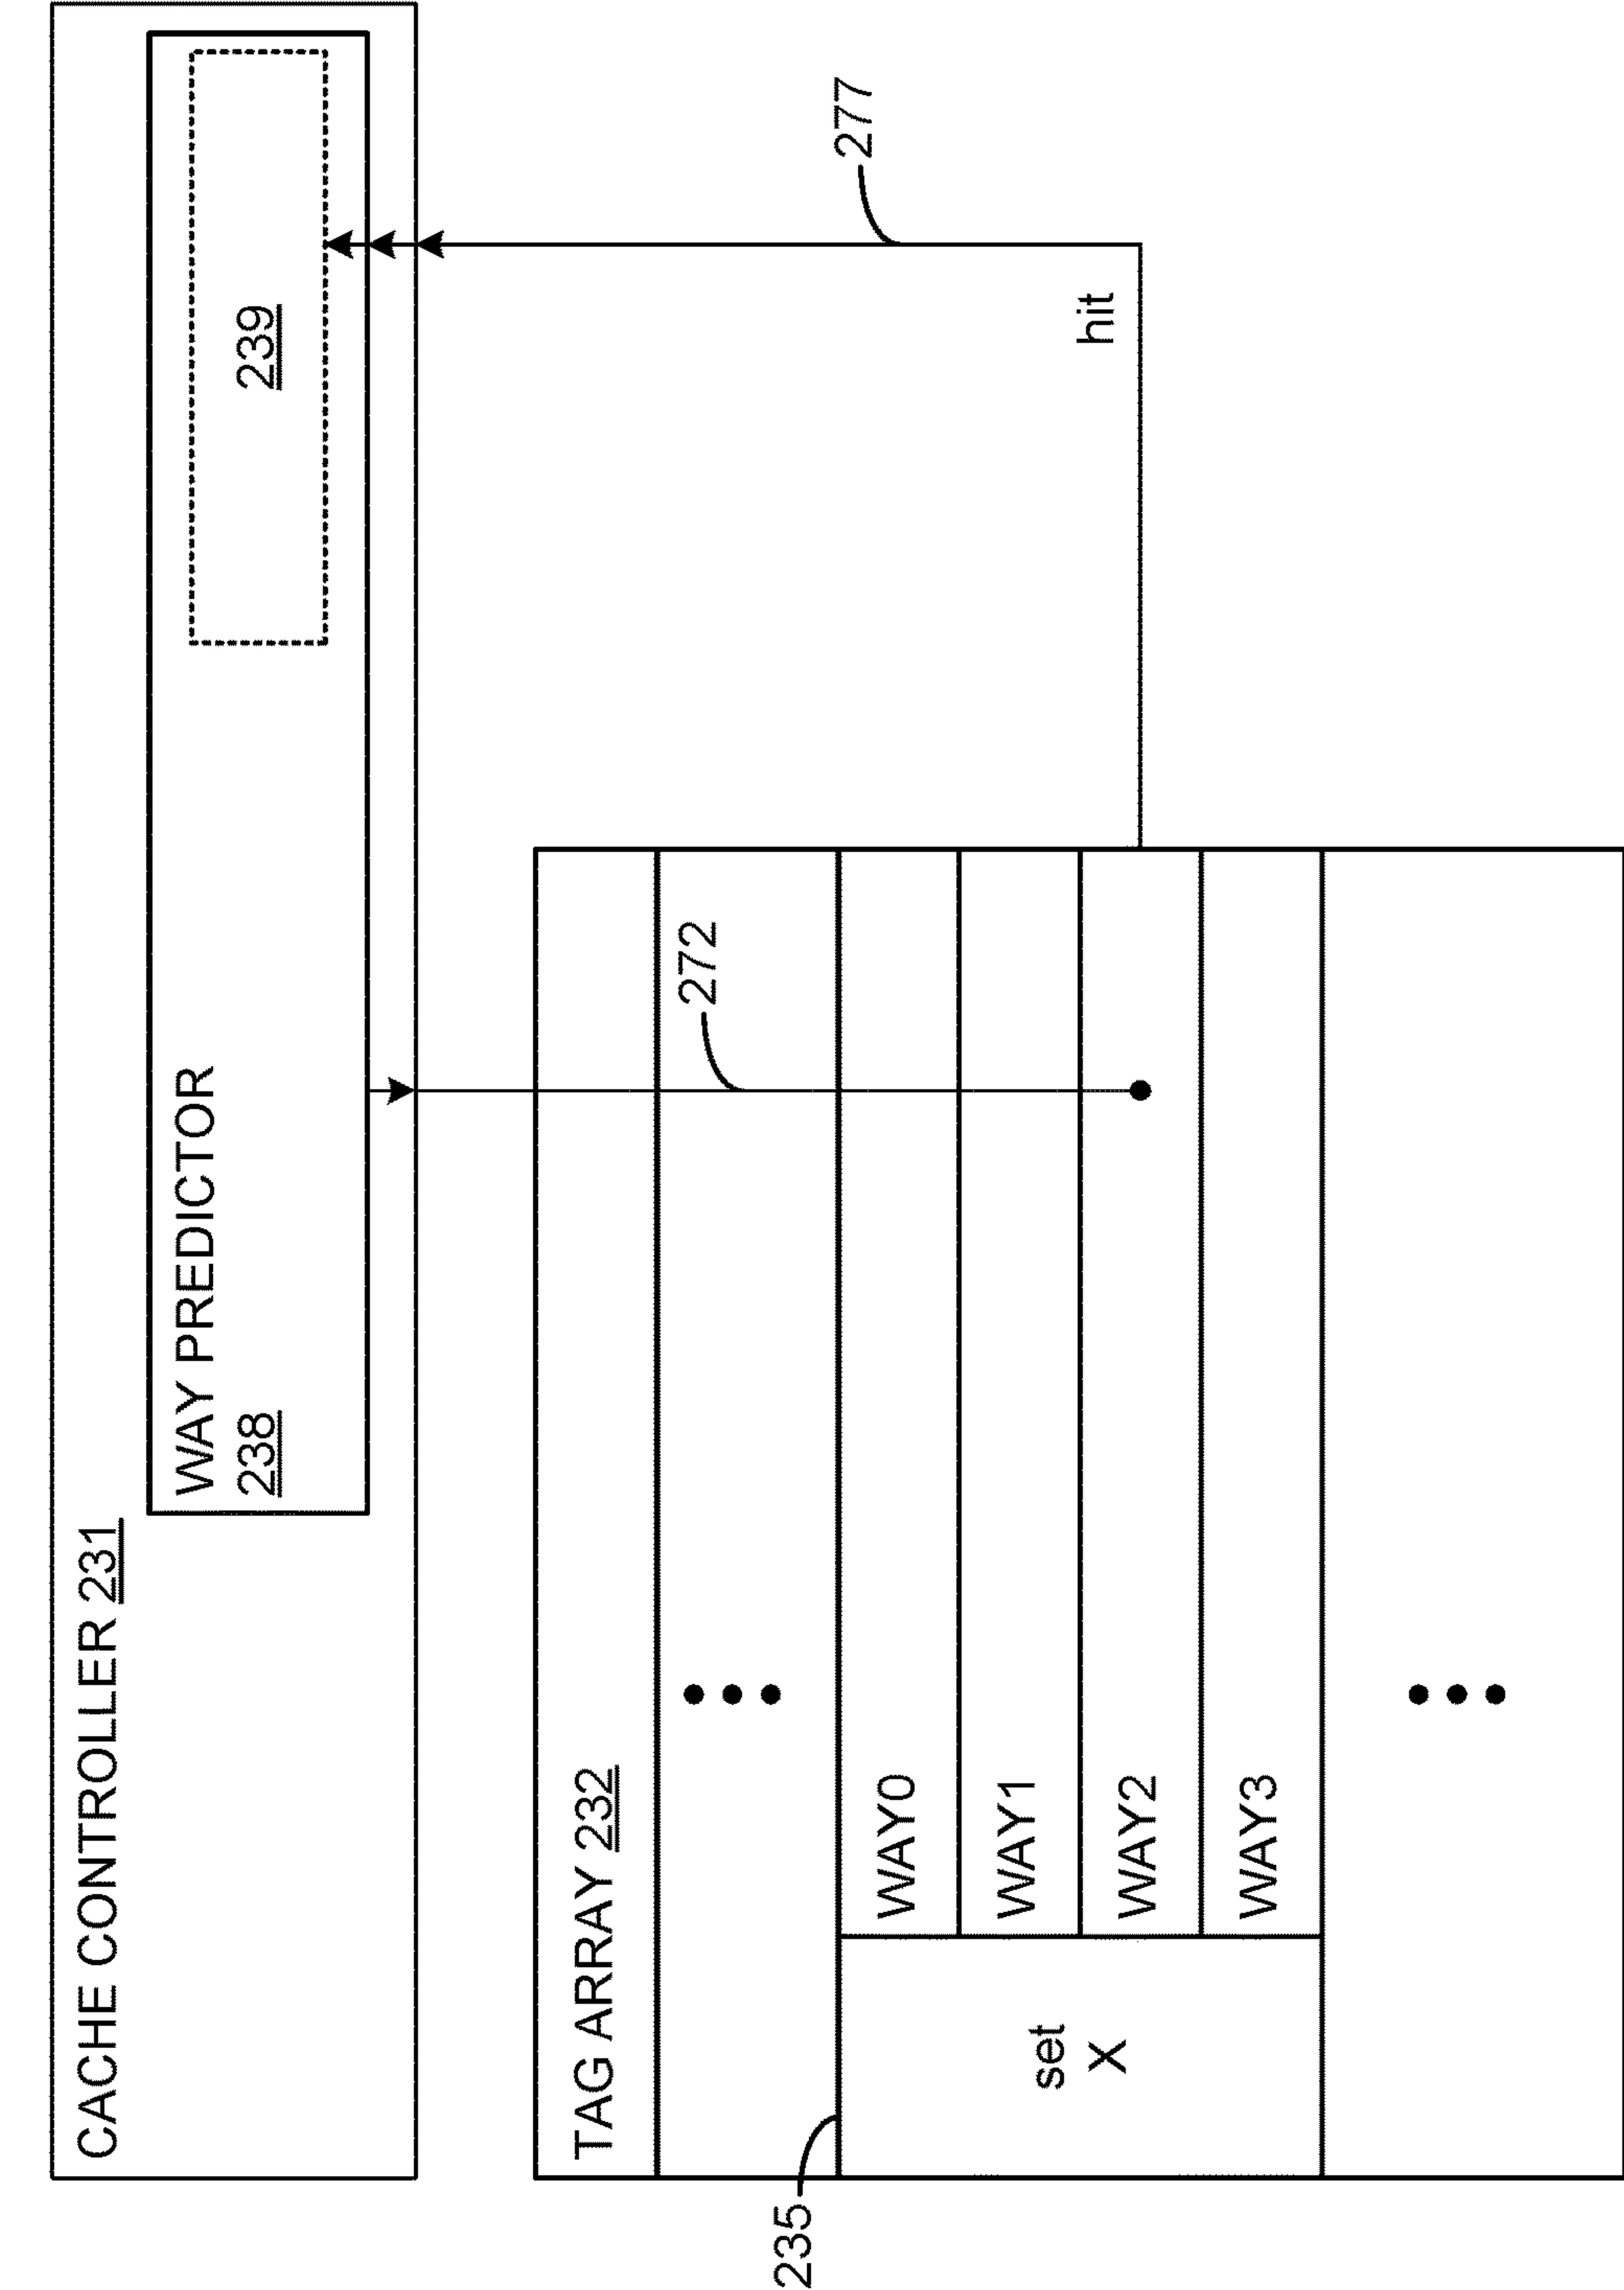 CACHE CONTROLLER 231
WAY PREDICTOR
238
239
272
277
TAG ARRAY 232
235
set
X
WAY0
WAY1
WAY2
WAY3
hit